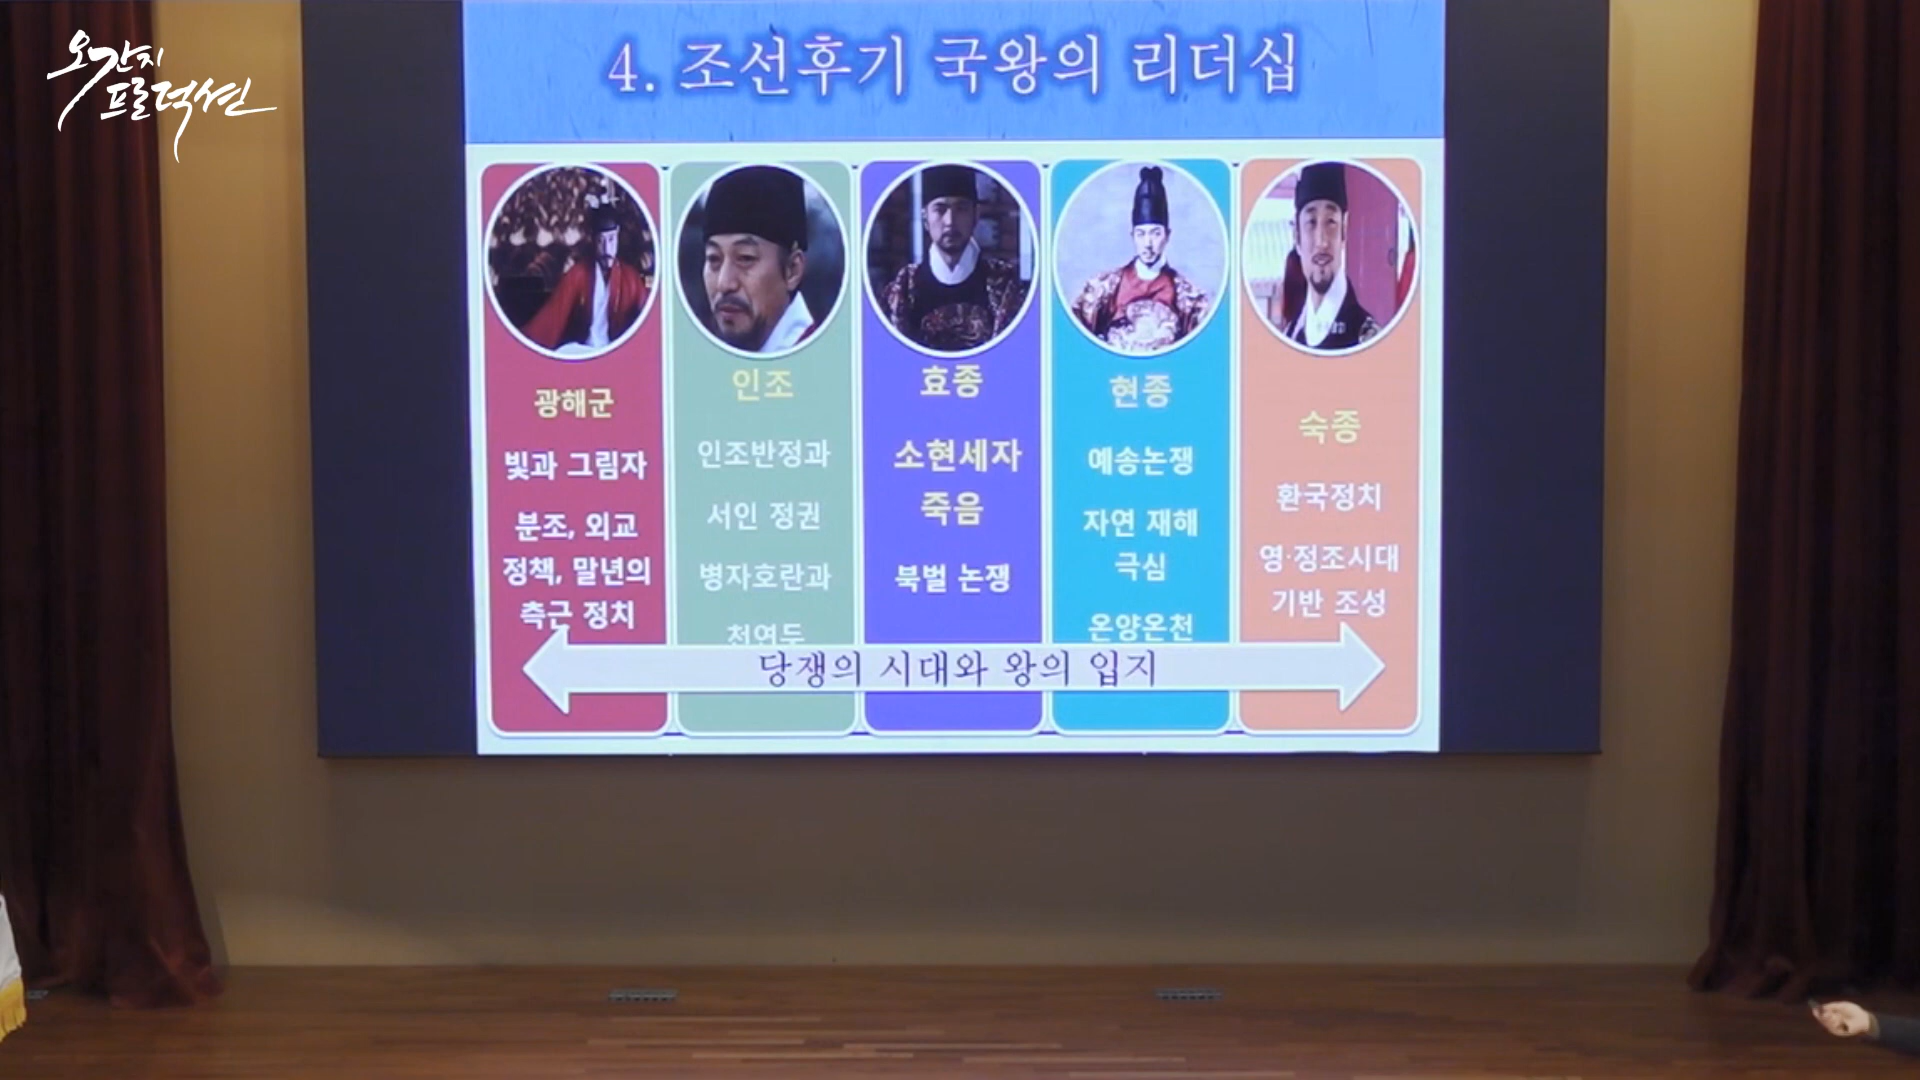 오간지
프로덕션
4. 조선후기 국왕의 리더십
광해군
빛과 그림자
분조, 외교
정책, 말년의
측근 정치
인조
인조반정과
서인 정권
병자호란과
천연두
효종
소현세자
죽음
북벌 논쟁
현종
예송논쟁
자연 재해
극심
온양온천
숙종
환국정치
영·정조시대
기반 조성
당쟁의 시대와 왕의 입지